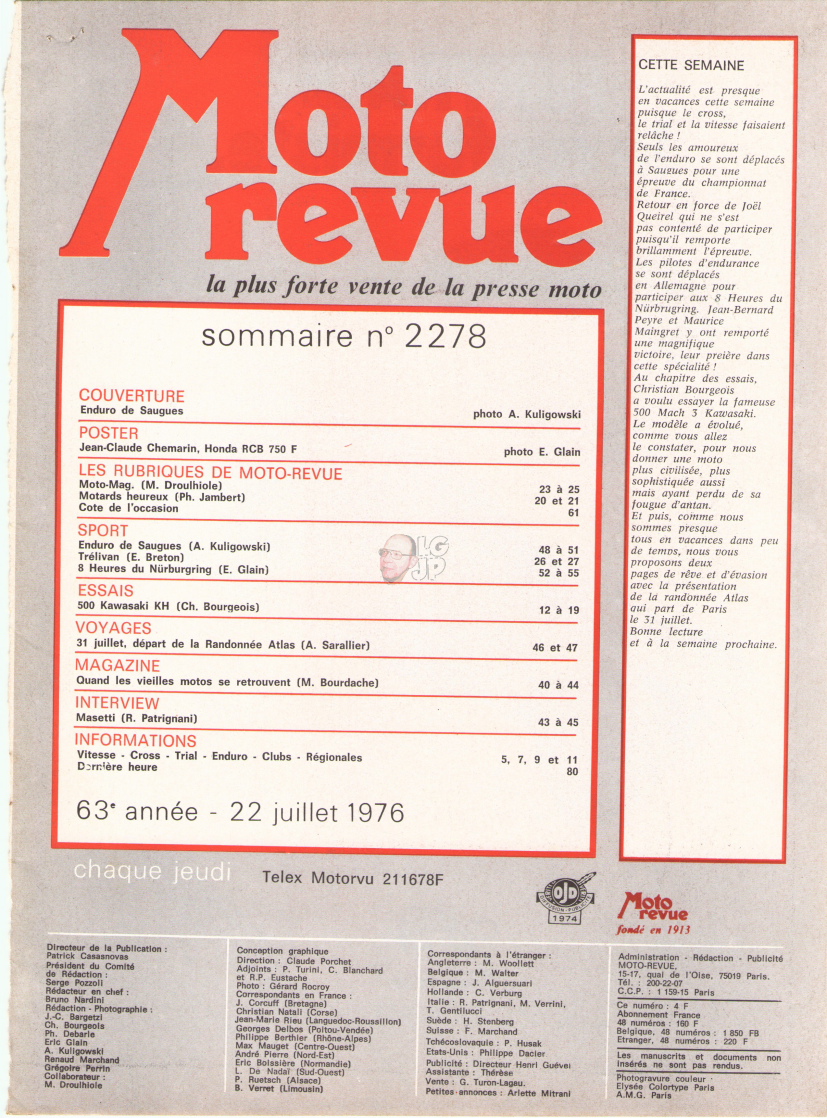 Moto
revue
la plus forte vente de la presse moto
sommaire n° 2278
COUVERTURE
Enduro de Saugues photo A. Kuligowski
POSTER
Jean-Claude Chemarin, Honda RCB 750 F photo E. Glain
LES RUBRIQUES DE MOTO-REVUE
Moto-Mag. (M. Droulhiole) 23 à 25
Motards heureux (Ph. Jambert) 20 et 21
Cote de l'occasion 61
SPORT
Enduro de Saugues (A. Kuligowski) 48 à 51
Trélivan (E. Breton) 26 et 27
8 Heures du Nürburgring (E. Glain) 52 à 55
ESSAIS
500 Kawasaki KH (Ch. Bourgeois) 12 à 19
VOYAGES
31 juillet, départ de la Randonnée Atlas (A. Sarallier) 46 et 47
MAGAZINE
Quand les vieilles motos se retrouvent (M. Bourdache) 40 à 44
INTERVIEW
Masetti (R. Patrignani) 43 à 45
INFORMATIONS
Vitesse - Cross - Trial - Enduro - Clubs - Régionales 5, 7, 9 et 11
Dernière heure 80
63e année - 22 juillet 1976
LG
JP
CETTE SEMAINE
L'actualité est presque
en vacances cette semaine
puisque le cross,
le trial et la vitesse faisaient
relâche !
Seuls les amoureux
de l'enduro se sont déplacés
à Saugues pour une
épreuve du championnat
de France.
Retour en force de Joël
Queirel qui ne s'est
pas contenté de participer
puisqu'il remporte
brillamment l'épreuve.
Les pilotes d'endurance
se sont déplacés
en Allemagne pour
participer aux 8 Heures du
Nürbrugring. Jean-Bernard
Peyre et Maurice
Maingret y ont remporté
une magnifique
victoire, leur preière dans
cette spécialité !
Au chapitre des essais,
Christian Bourgeois
a voulu essayer la fameuse
500 Mach 3 Kawasaki.
Le modèle a évolué,
comme vous allez
le constater, pour nous
donner une moto
plus civilisée, plus
sophistiquée aussi
mais ayant perdu de sa
fougue d'antan.
Et puis, comme nous
sommes presque
tous en vacances dans peu
de temps, nous vous
proposons deux
pages de rêve et d'évasion
avec la présentation
de la randonnée Atlas
qui part de Paris
le 31 juillet.
Bonne lecture
et à la semaine prochaine.
chaque jeudi
Telex Motorvu 211678F
OJD
DIFFUSION-PUBLICITE
1974
Moto
revue
fondé en 1913
Directeur de la Publication :
Patrick Casasnovas
Président du Comité
de Rédaction :
Serge Pozzoli
Rédacteur en chef :
Bruno Nardini
Rédaction - Photographie :
J.-C. Bargetzi
Ch. Bourgeois
Ph. Debarle
Eric Glain
A. Kuligowski
Renaud Marchand
Grégoire Perrin
Collaborateur :
M. Droulhiole
Conception graphique
Direction : Claude Porchet
Adjoints : P. Turini, C. Blanchard
et R.P. Eustache
Photo : Gérard Rocroy
Correspondants en France :
J. Corcuff (Bretagne)
Christian Natali (Corse)
Jean-Marie Rieu (Languedoc-Roussillon)
Georges Delbos (Poitou-Vendée)
Philippe Berthier (Rhône-Alpes)
Max Mauget (Centre-Ouest)
André Pierre (Nord-Est)
Eric Boissière (Normandie)
L. De Nadaï (Sud-Ouest)
P. Ruetsch (Alsace)
B. Verret (Limousin)
Correspondants à l'étranger :
Angleterre : M. Woollett
Belgique : M. Walter
Espagne : J. Aiguersuari
Hollande : C. Verburg
Italie : R. Patrignani, M. Verrini,
T. Gentilucci
Suède : H. Stenberg
Suisse : F. Marchand
Tchécoslovaquie : P. Husak
Etats-Unis : Philippe Dacier
Publicité : Directeur Henri Guével
Assistante : Thérèse
Vente : G. Turon-Lagau.
Petites-annonces : Arlette Mitrani
Administration - Rédaction - Publicité
MOTO-REVUE,
15-17, quai de l'Oise, 75019 Paris.
Tél. : 200-22-07
C.C.P. : 1 159-15 Paris
Ce numéro : 4 F
Abonnement France
48 numéros : 160 F
Belgique, 48 numéros : 1 850 FB
Etranger, 48 numéros : 220 F
Les manuscrits et documents non
insérés ne sont pas rendus.
Photogravure couleur :
Elysée Colortype Paris
A.M.G. Paris